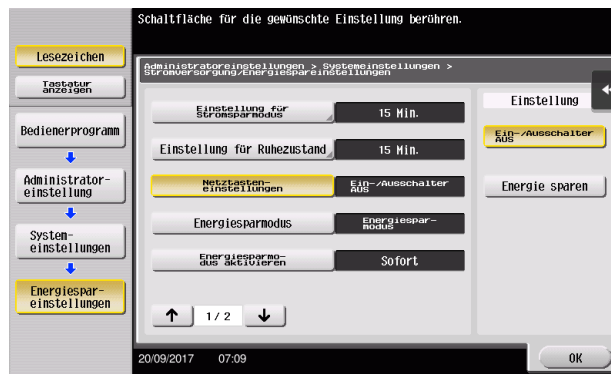 Schaltfläche für die gewünschte Einstellung berühren.
Lesezeichen
Tastatur
anzeigen
Bedienerprogramm
Administrator-
einstellung
System-
einstellungen
Energiespar-
einstellungen
Administratoreinstellungen > Systemeinstellungen >
Stromversorgung/Energiespareinstellungen
Einstellung für
Stromsparmodus
15 Min.
Einstellung für Ruhezustand
15 Min.
Netztasten-
einstellungen
Ein-/Ausschalter
AUS
Energiesparmodus
Energiespar-
modus
Energiesparmo-
dus aktivieren
Sofort
1/ 2
Einstellung
Ein-/Ausschalter
AUS
Energie sparen
20/09/2017 07:09
OK